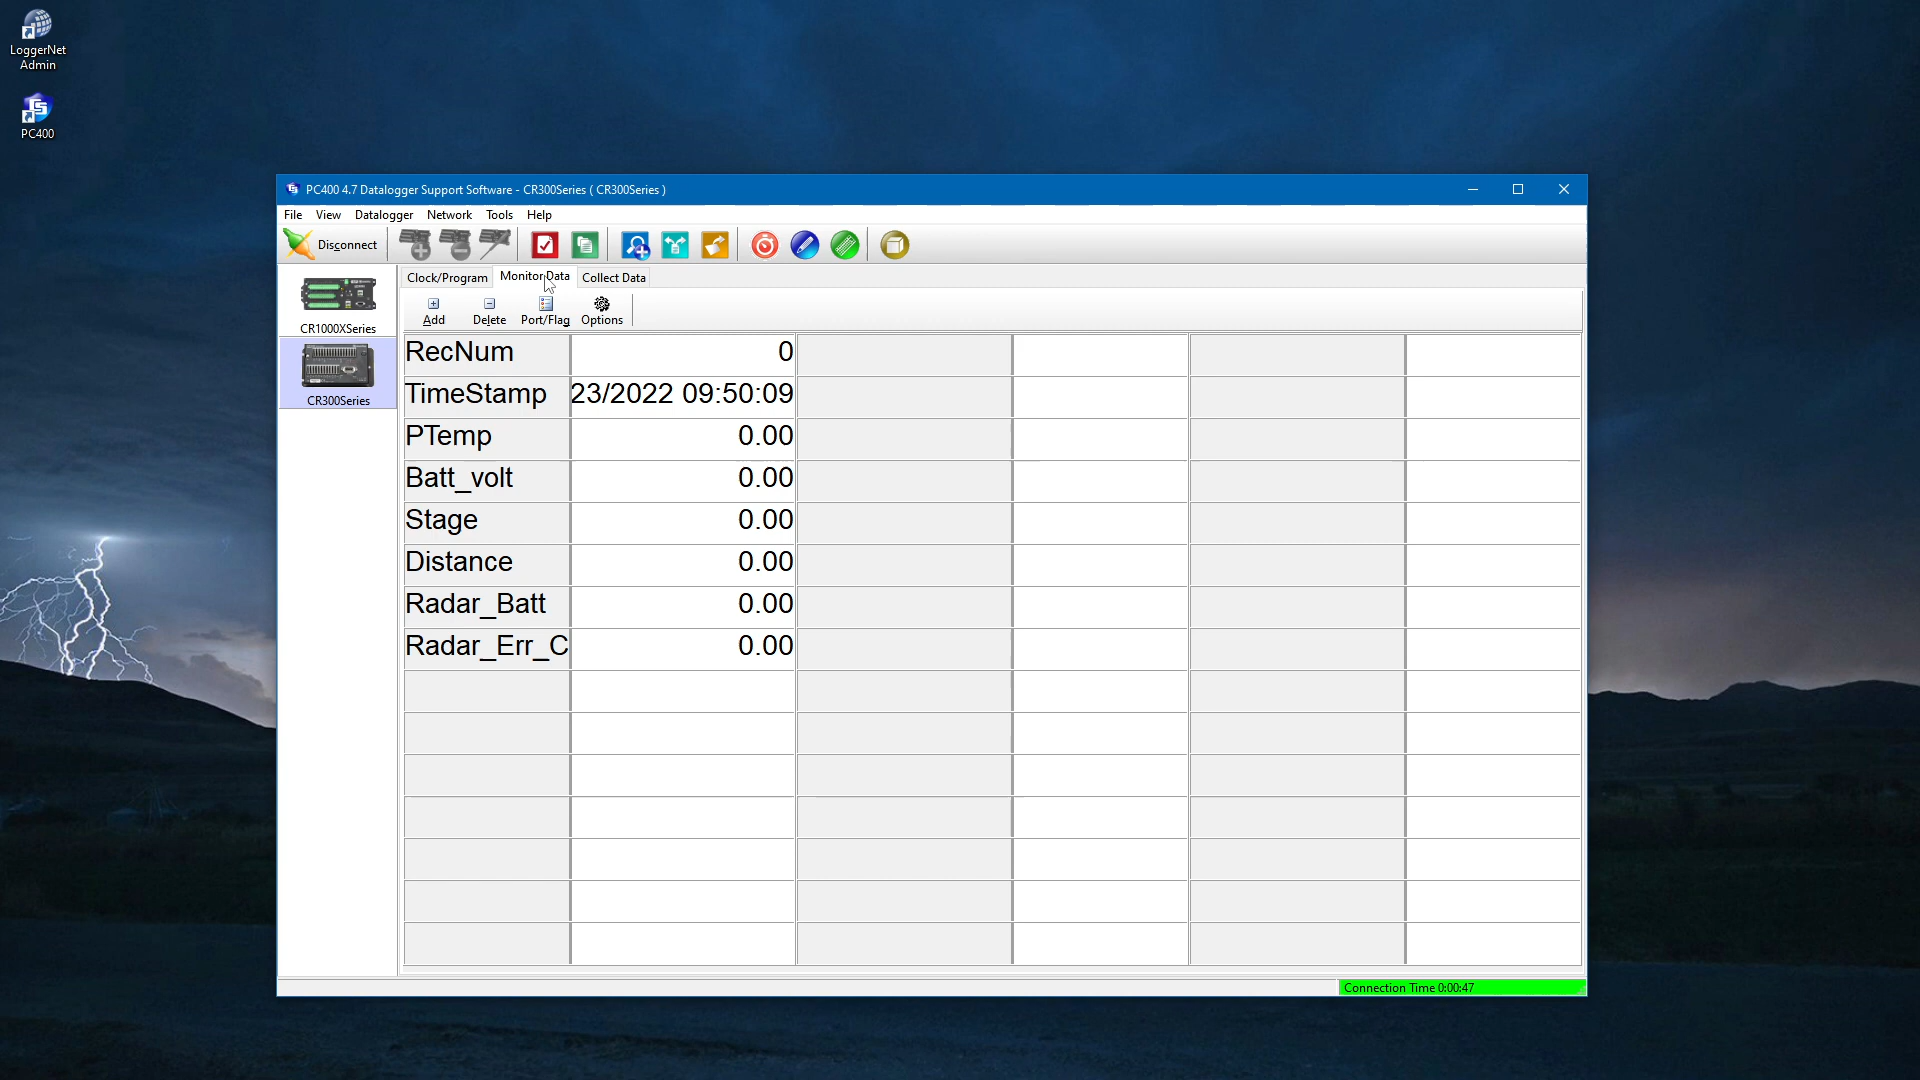 LoggerNet
Admin
PC400
PC400 4.7 Datalogger Support Software - CR300Series ( CR300Series )
File View Datalogger Network Tools Help
Disconnect
Clock/Program Monitor Data Collect Data
Add Delete Port/Flag Options
CR1000XSeries
CR300Series
RecNum 0
TimeStamp 23/2022 09:50:09
PTemp 0.00
Batt_volt 0.00
Stage 0.00
Distance 0.00
Radar_Batt 0.00
Radar_Err_C 0.00
Connection Time 0:00:47